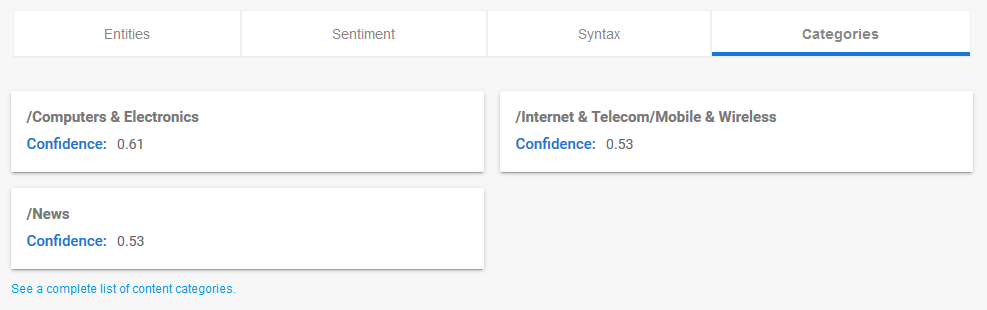 Entities
Sentiment
Syntax
Categories
/Computers & Electronics
Confidence: 0.61
/Internet & Telecom/Mobile & Wireless
Confidence: 0.53
/News
Confidence: 0.53
See a complete list of content categories.